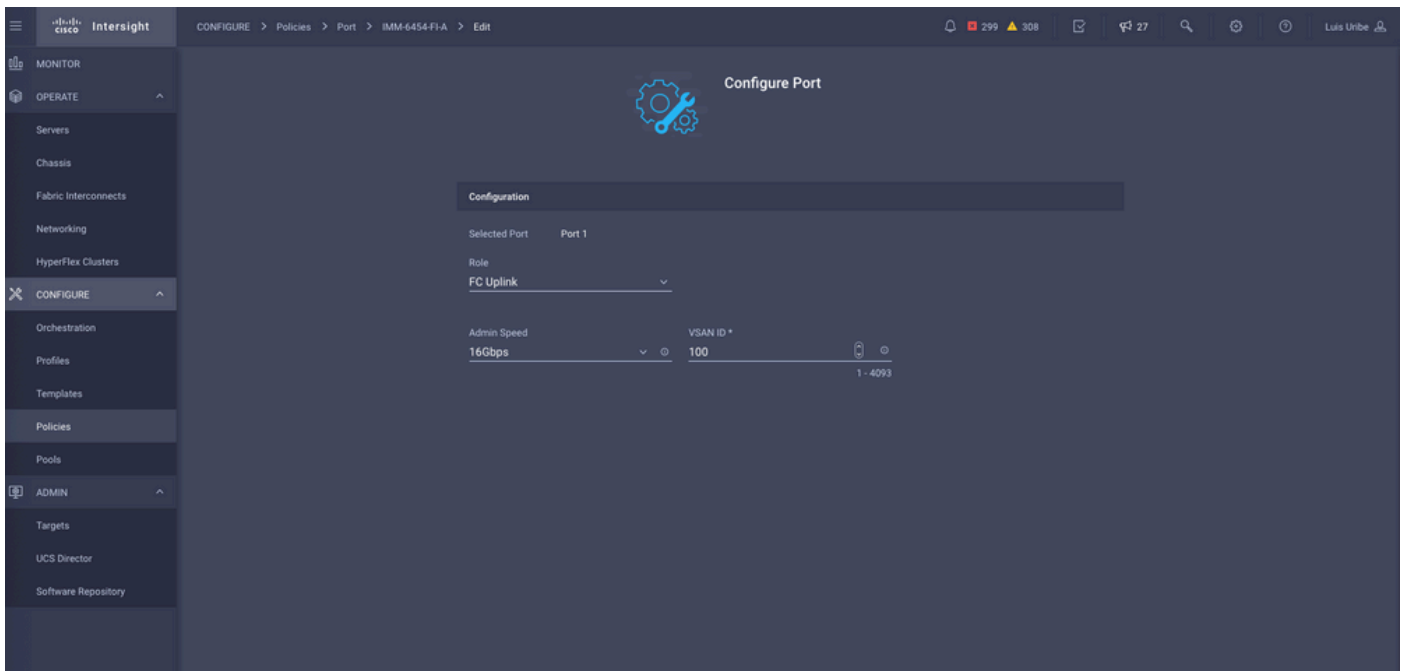 cisco Intersight
CONFIGURE > Policies > Port > IMM-6454-FI-A > Edit
299 308
27
Luis Uribe
MONITOR
OPERATE
Servers
Chassis
Fabric Interconnects
Networking
HyperFlex Clusters
CONFIGURE
Orchestration
Profiles
Templates
Policies
Pools
ADMIN
Targets
UCS Director
Software Repository
Configure Port
Configuration
Selected Port Port 1
Role
FC Uplink
Admin Speed VSAN ID *
16Gbps 100
1 - 4093